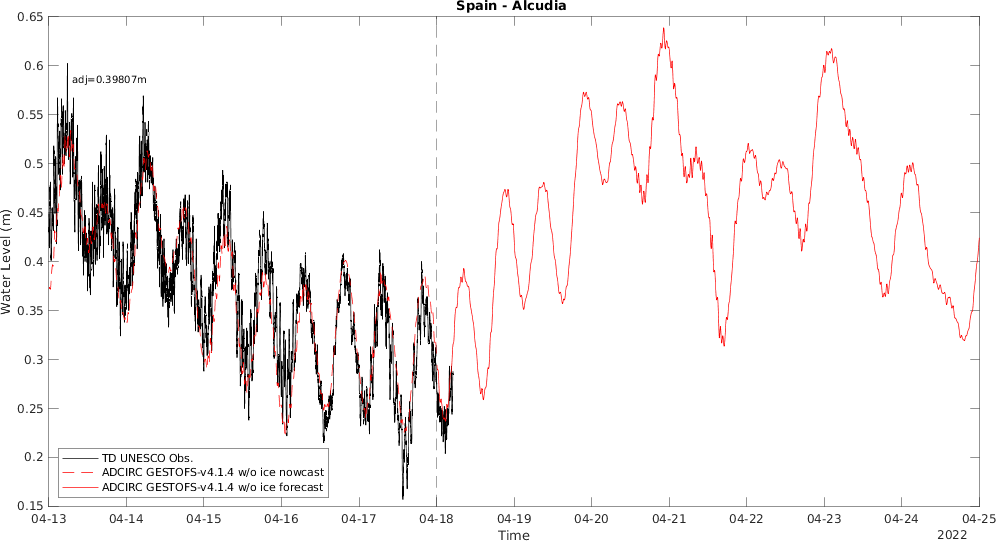 Spain - Alcudia
0.65
0.6
0.55
0.5
0.45
0.4
0.35
0.3
0.25
0.2
0.15
Water Level (m)
adj=0.39807m
TD UNESCO Obs.
ADCIRC GESTOFS-v4.1.4 w/o ice nowcast
ADCIRC GESTOFS-v4.1.4 w/o ice forecast
04-13 04-14 04-15 04-16 04-17 04-18 04-19 04-20 04-21 04-22 04-23 04-24 04-25
Time
2022